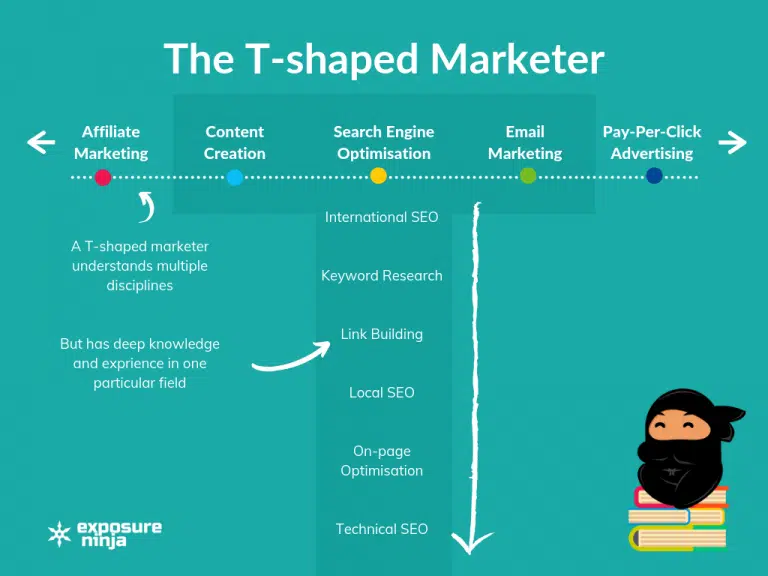 The T-shaped Marketer
Affiliate
Marketing
Content
Creation
Search Engine
Optimisation
Email
Marketing
Pay-Per-Click
Advertising
A T-shaped marketer
understands multiple
disciplines
But has deep knowledge
and exprience in one
particular field
International SEO
Keyword Research
Link Building
Local SEO
On-page
Optimisation
Technical SEO
exposure
ninja